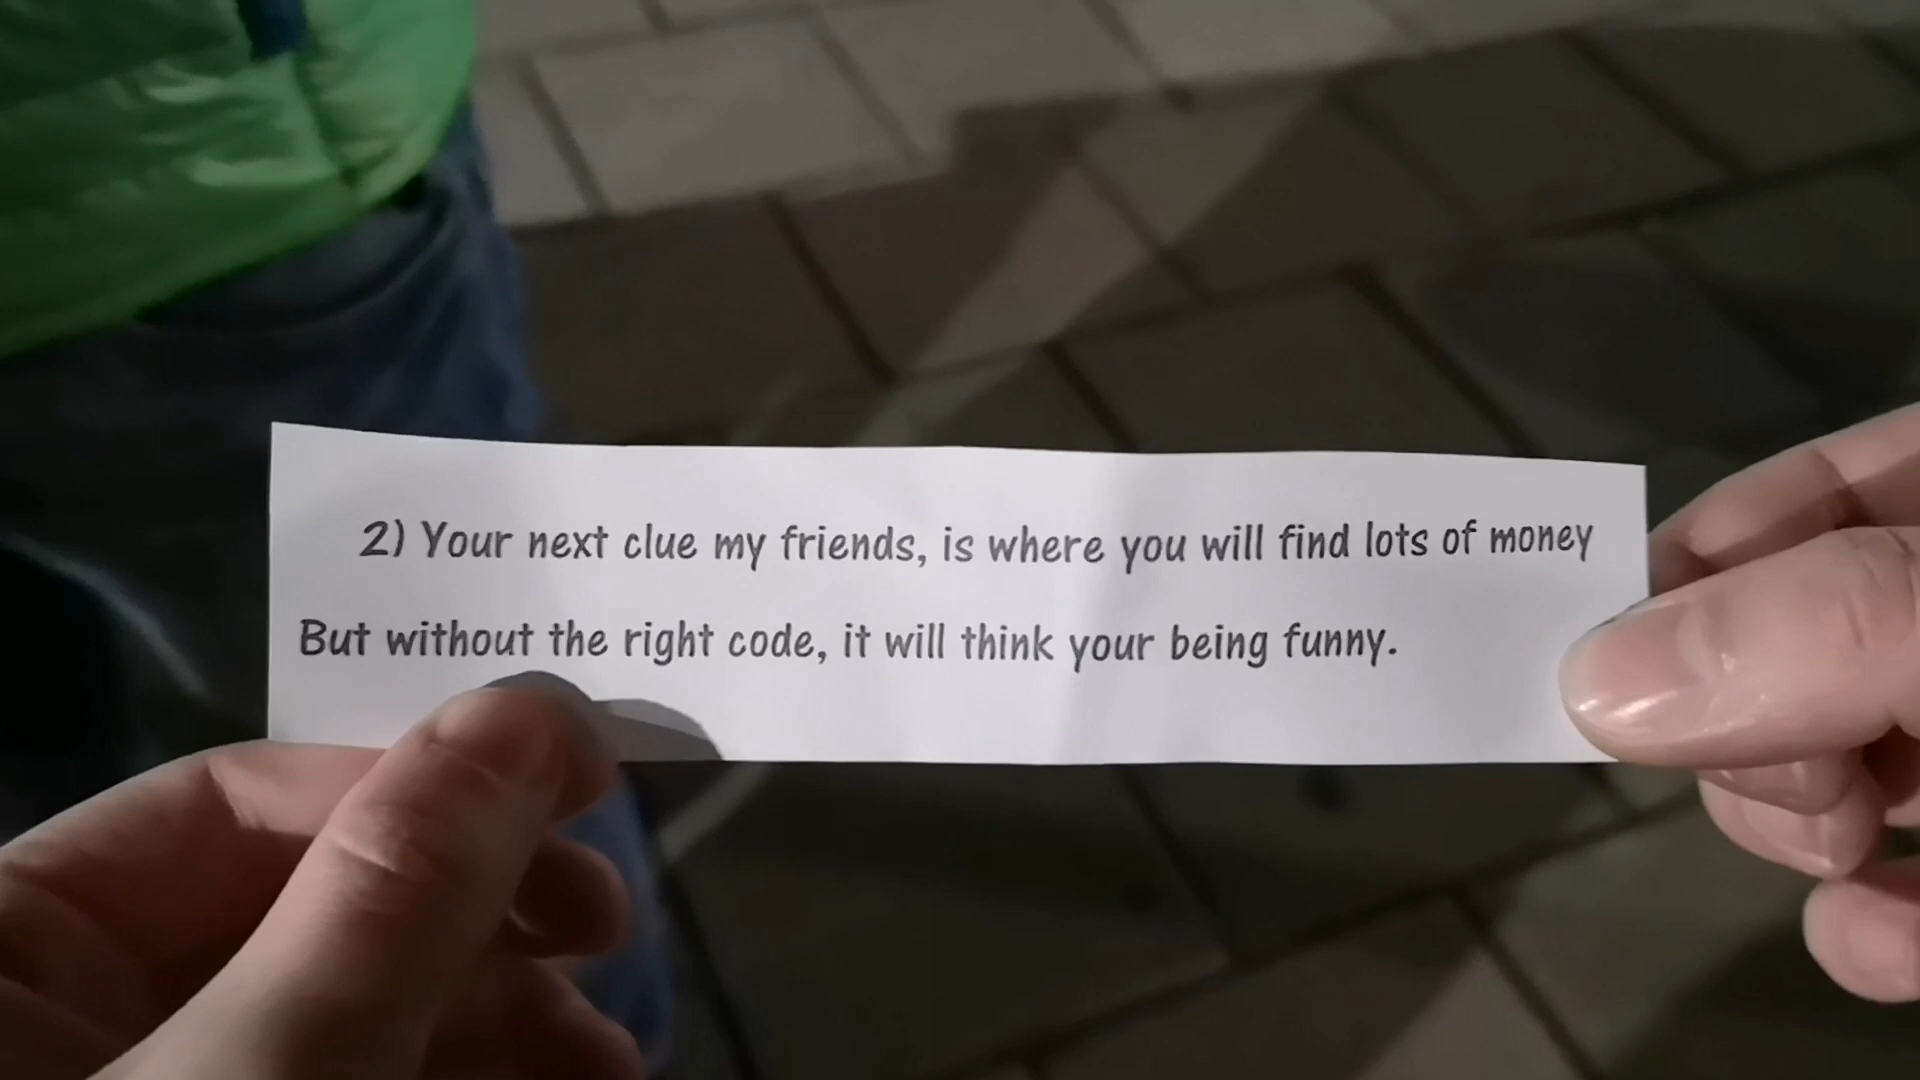 2) Your next clue my friends, is where you will find lots of money
But without the right code, it will think your being funny.